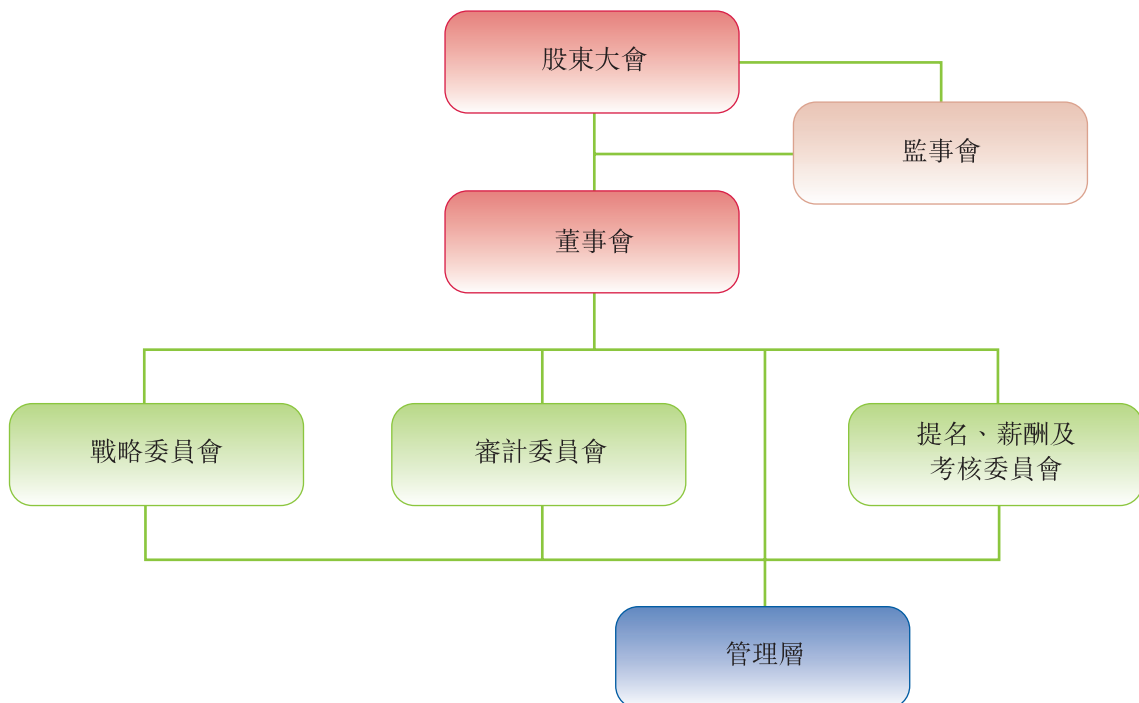 股東大會
監事會
董事會
戰略委員會
審計委員會
提名、薪酬及
考核委員會
管理層